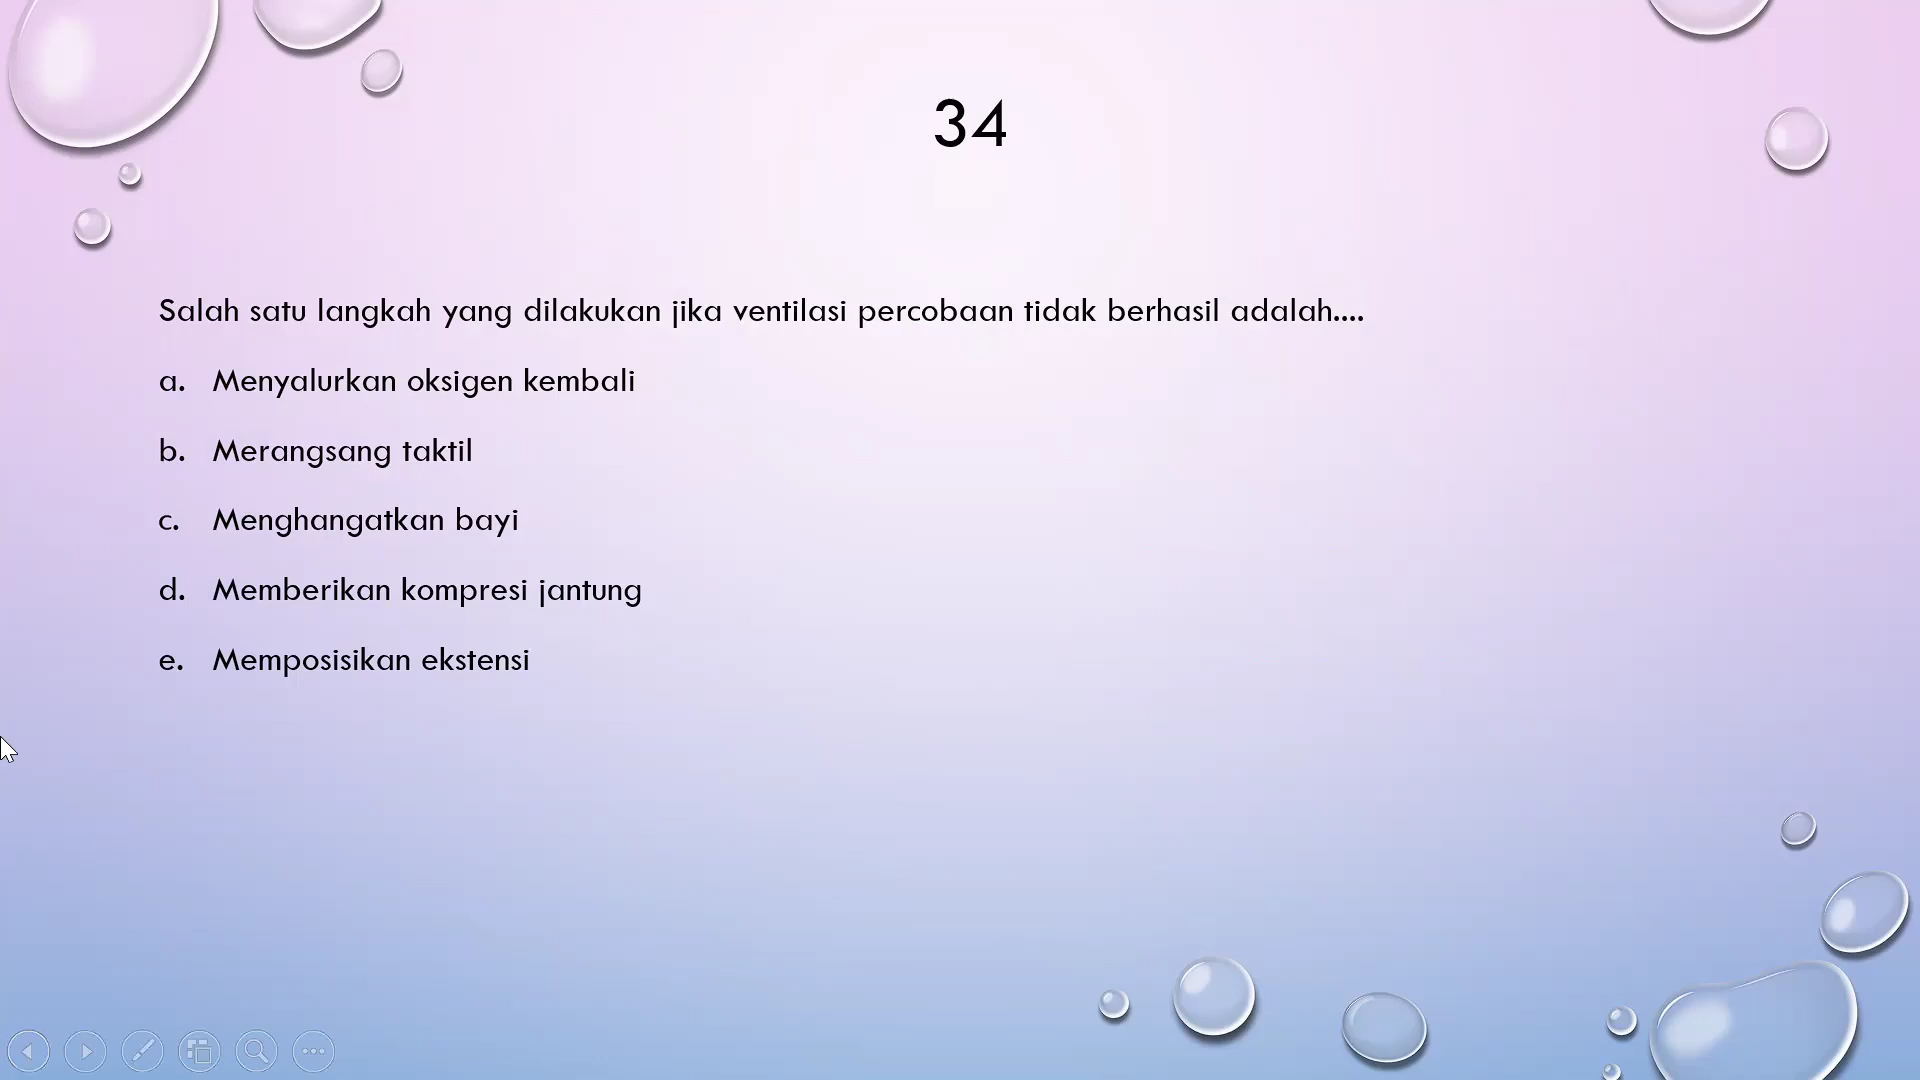 34
Salah satu langkah yang dilakukan jika ventilasi percobaan tidak berhasil adalah....
a. Menyalurkan oksigen kembali
b. Merangsang taktil
c. Menghangatkan bayi
d. Memberikan kompresi jantung
e. Memposisikan ekstensi